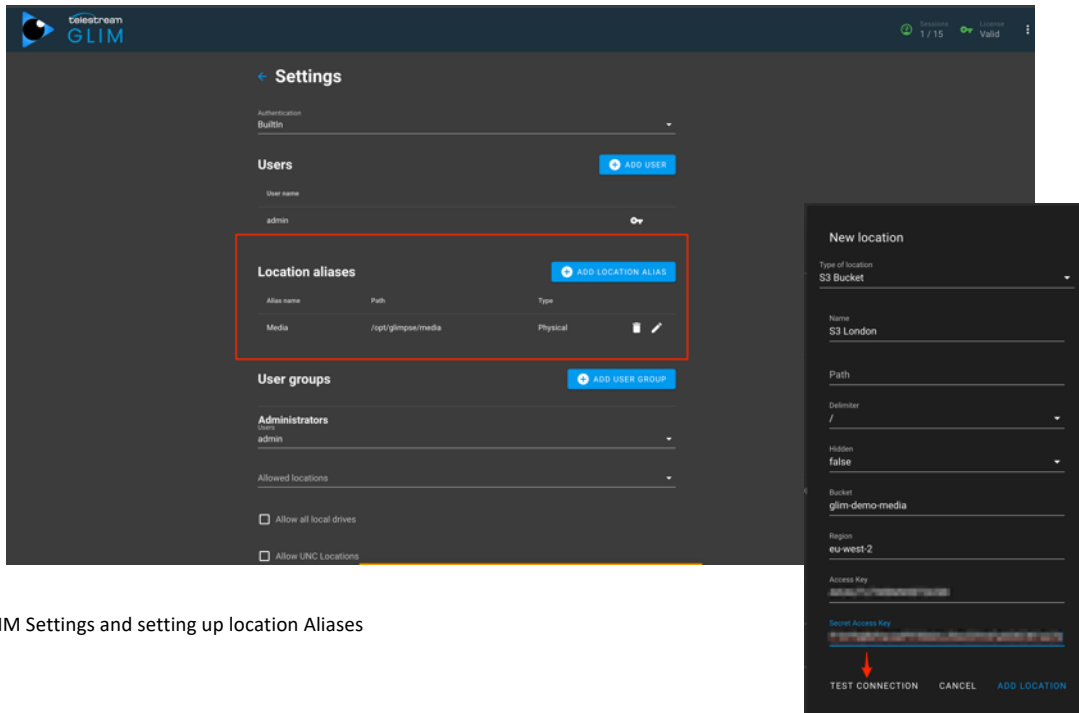 telestream
GLIM
Sessions
1 / 15
License
Valid
Settings
Authentication
BuiltIn
Users
ADD USER
User name
admin
Location aliases
ADD LOCATION ALIAS
Alias name Path Type
Media /opt/glimpse/media Physical
User groups
ADD USER GROUP
Administrators
Users
admin
Allowed locations
Allow all local drives
Allow UNC Locations
New location
Type of location
S3 Bucket
Name
S3 London
Path
Delimiter
/
Hidden
false
Bucket
glim-demo-media
Region
eu-west-2
Access Key
Secret Access Key
TEST CONNECTION CANCEL ADD LOCATION
IM Settings and setting up location Aliases